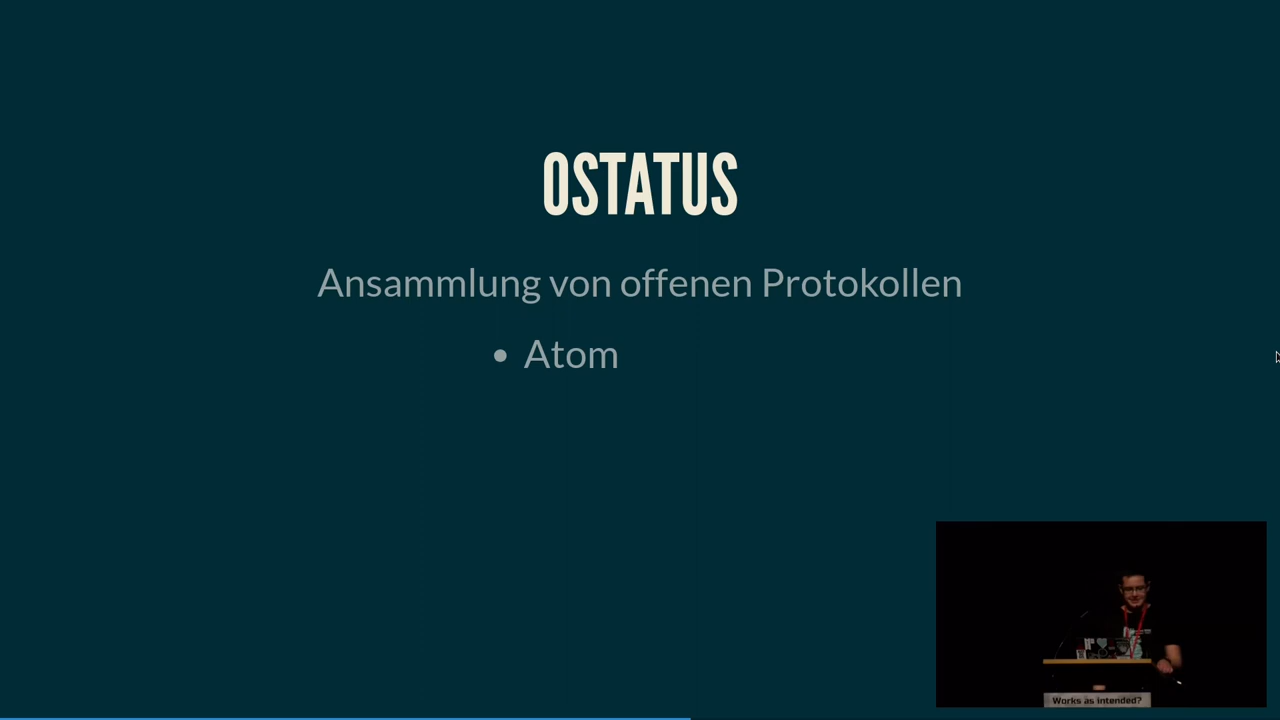 OSTATUS
Ansammlung von offenen Protokollen
• Atom
Works as intended?